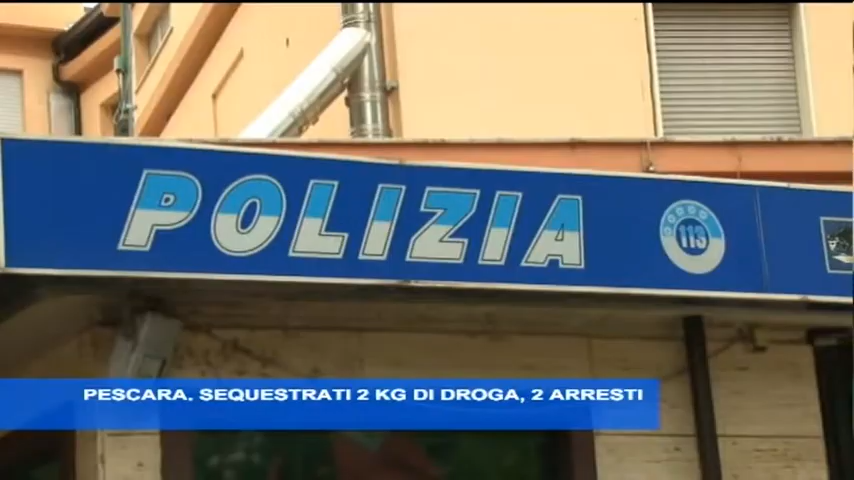 POLIZIA
113
PESCARA. SEQUESTRATI 2 KG DI DROGA, 2 ARRESTI